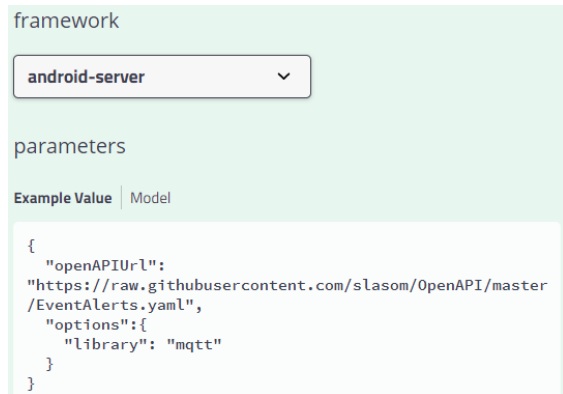 framework
android-server
parameters
Example Value Model
{
  "openAPIUrl":
"https://raw.githubusercontent.com/slasom/OpenAPI/master
/EventAlerts.yaml",
  "options":{
    "library": "mqtt"
  }
}